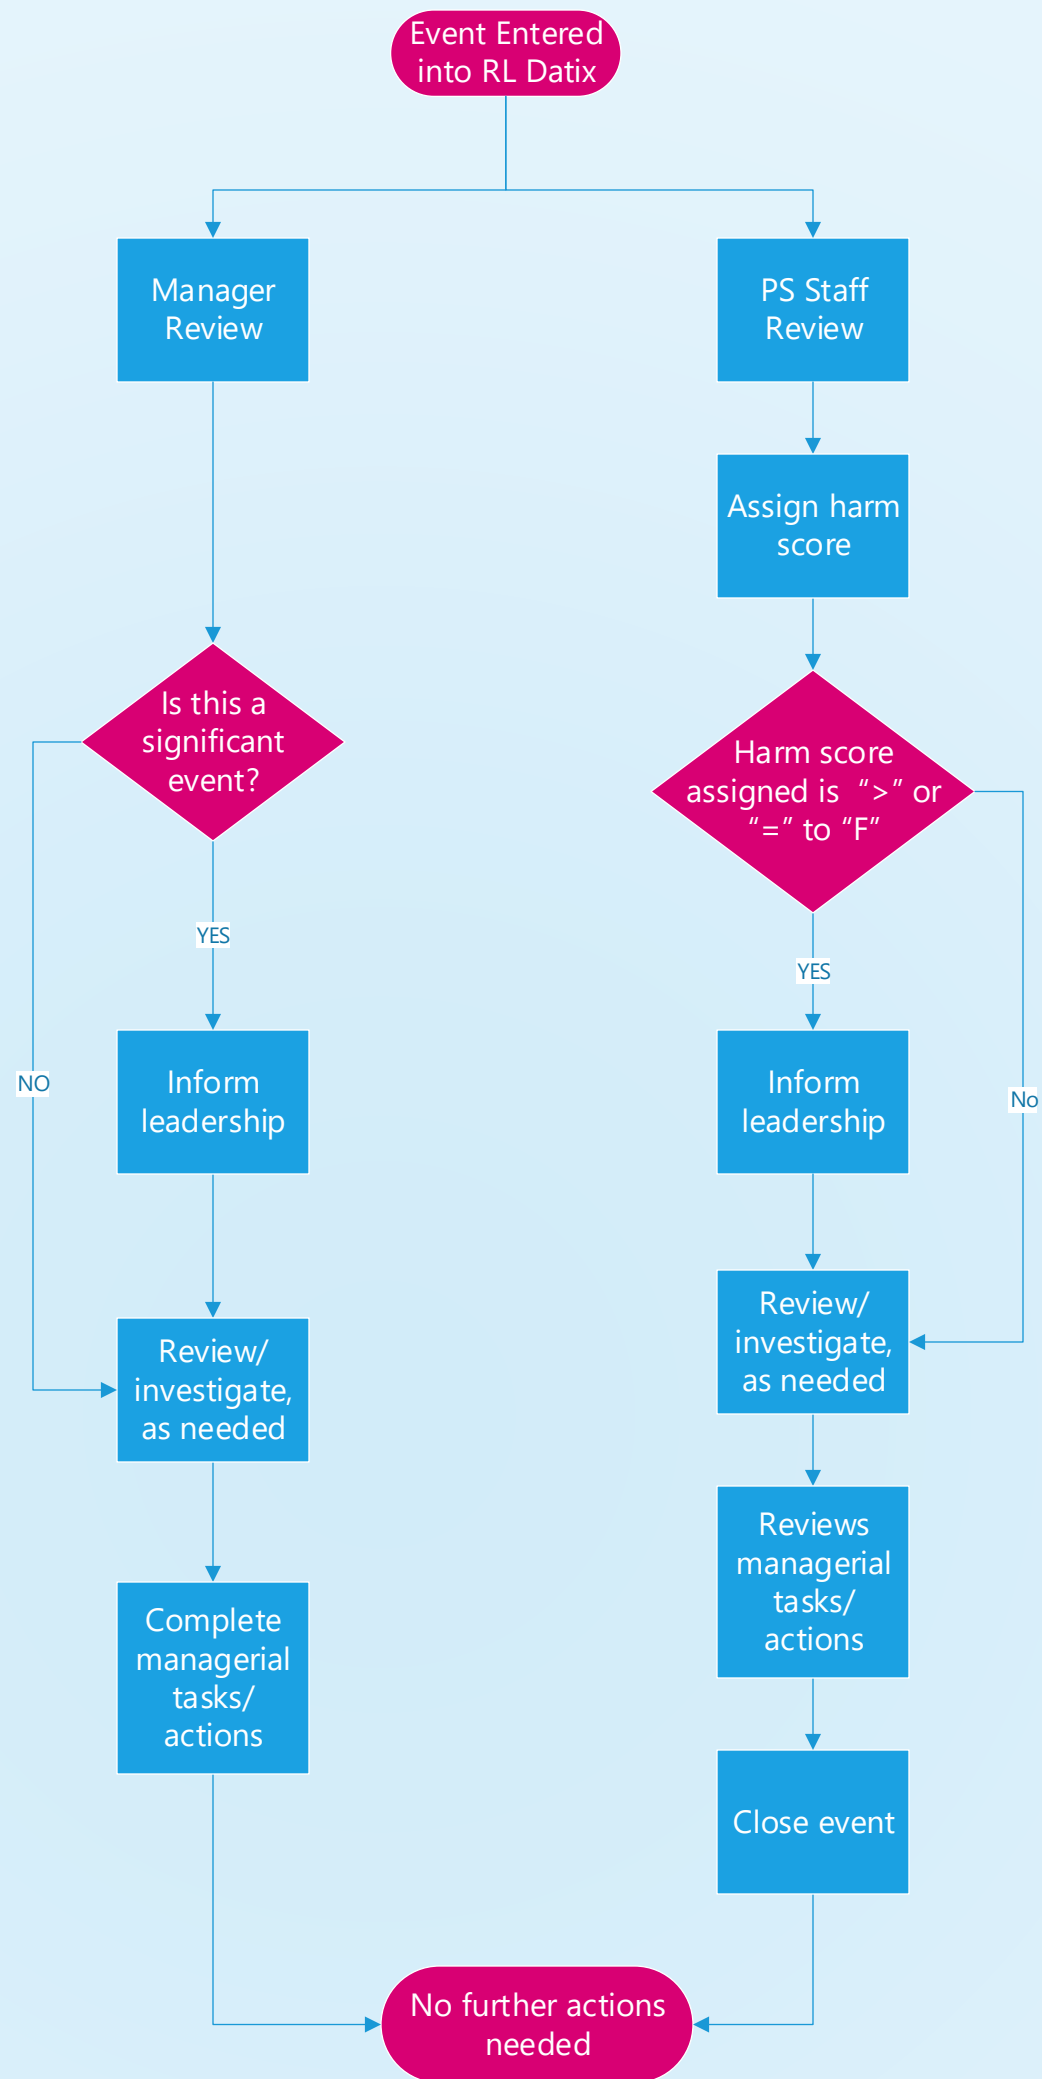 Event Entered
into RL Datix
Manager
Review
PS Staff
Review
Assign harm
score
Is this a
significant
event?
Harm score
assigned is “>” or
“=” to “F”
YES
YES
NO
No
Inform
leadership
Inform
leadership
Review/
investigate,
as needed
Review/
investigate,
as needed
Complete
managerial
tasks/
actions
Reviews
managerial
tasks/
actions
Close event
No further actions
needed